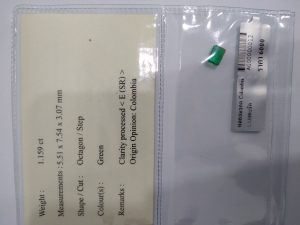 Weight : 1.159 ct
Measurements : 5.51 x 7.54 x 3.07 mm
Shape / Cut : Octagon / Step
Colour(s) : Green
Remarks : Clarity processed < E (SR) >
Origin Opinion: Colombia